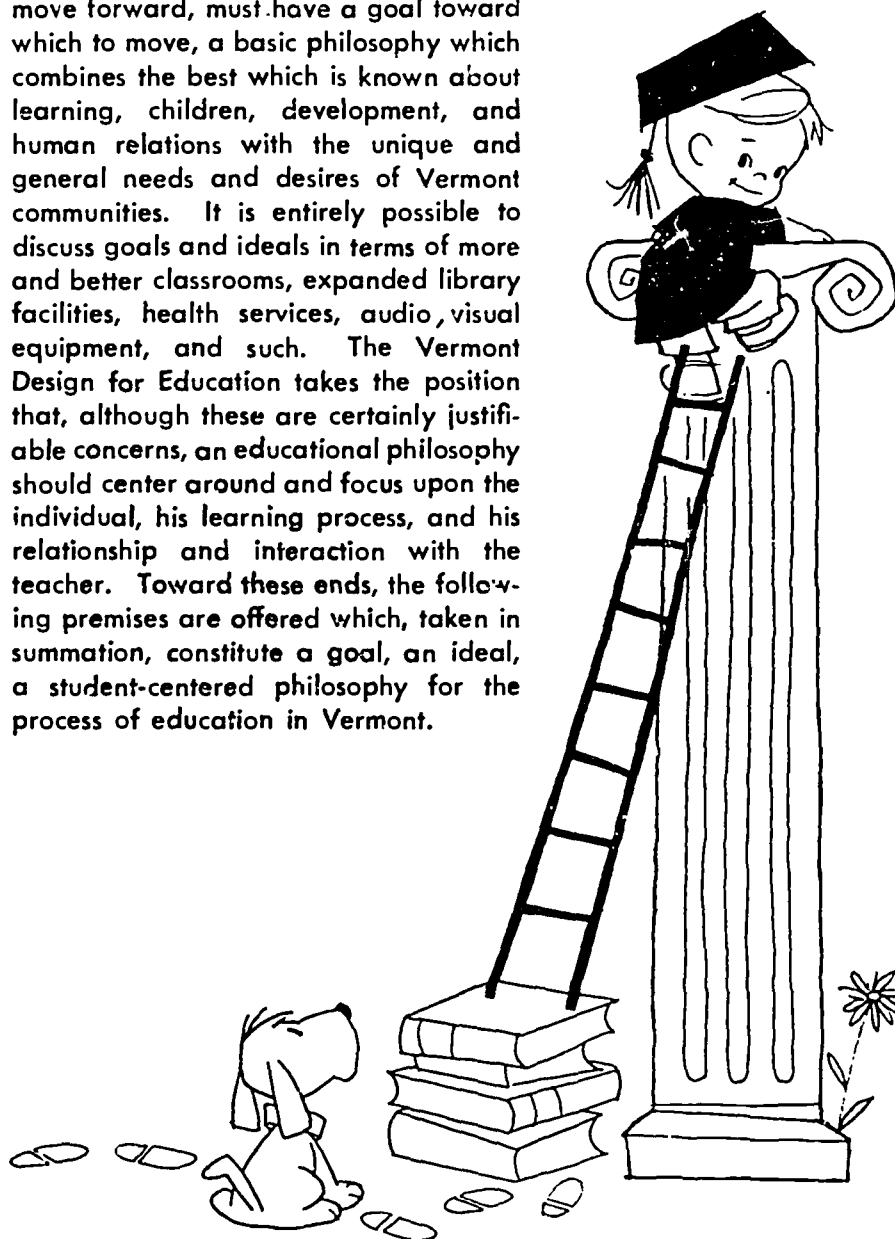 move forward, must have a goal toward
which to move, a basic philosophy which
combines the best which is known about
learning, children, development, and
human relations with the unique and
general needs and desires of Vermont
communities. It is entirely possible to
discuss goals and ideals in terms of more
and better classrooms, expanded library
facilities, health services, audio, visual
equipment, and such. The Vermont
Design for Education takes the position
that, although these are certainly justifi-
able concerns, an educational philosophy
should center around and focus upon the
individual, his learning process, and his
relationship and interaction with the
teacher. Toward these ends, the follow-
ing premises are offered which, taken in
summation, constitute a goal, an ideal,
a student-centered philosophy for the
process of education in Vermont.